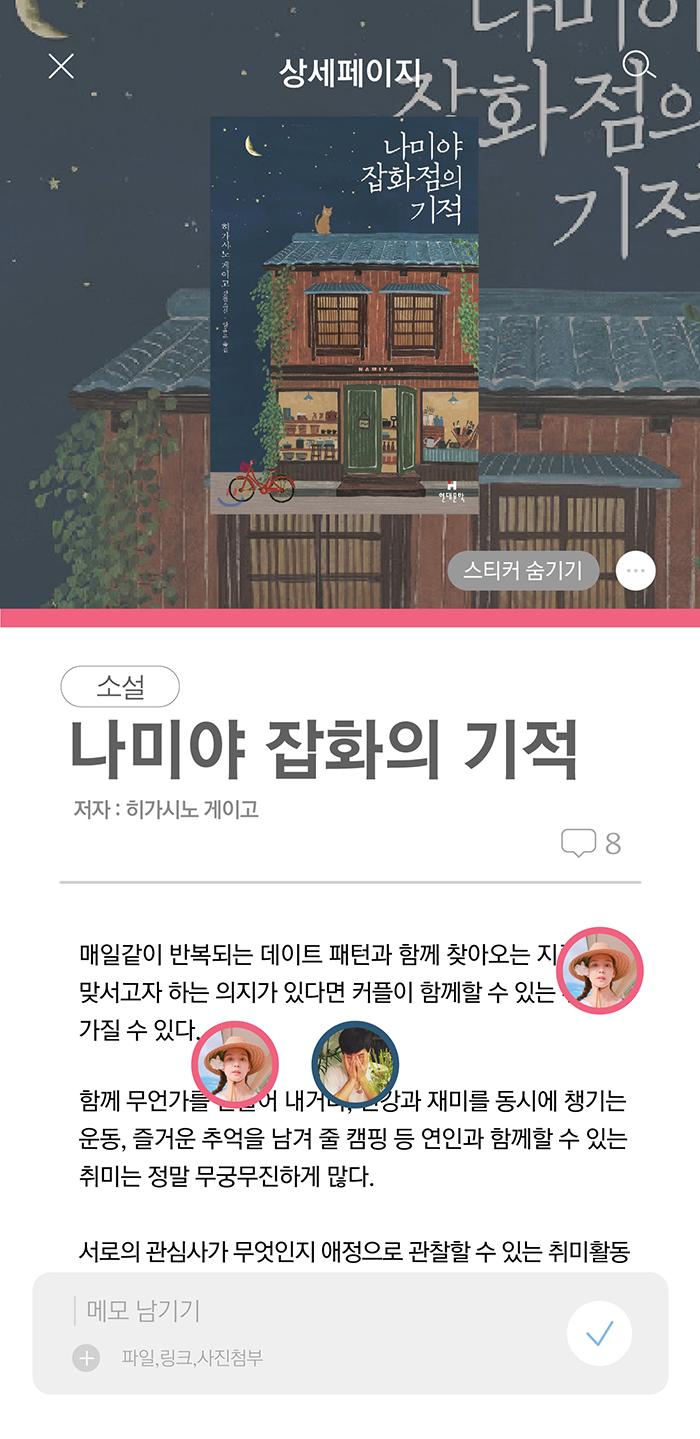 나미야
상세페이지
잡화점의
기적
나미야
잡화점의
기적
히가시노 게이고
NAMIYA
현대문학
스티커 숨기기
소설
나미야 잡화의 기적
저자 : 히가시노 게이고
8
매일같이 반복되는 데이트 패턴과 함께 찾아오는
맞서고자 하는 의지가 있다면 커플이 함께할 수 있는
가질 수 있다.
함께 무언가를 내거나, 건강과 재미를 동시에 챙기는
운동, 즐거운 추억을 남겨 줄 캠핑 등 연인과 함께할 수 있는
취미는 정말 무궁무진하게 많다.
서로의 관심사가 무엇인지 애정으로 관찰할 수 있는 취미활동
메모 남기기
파일,링크,사진첨부